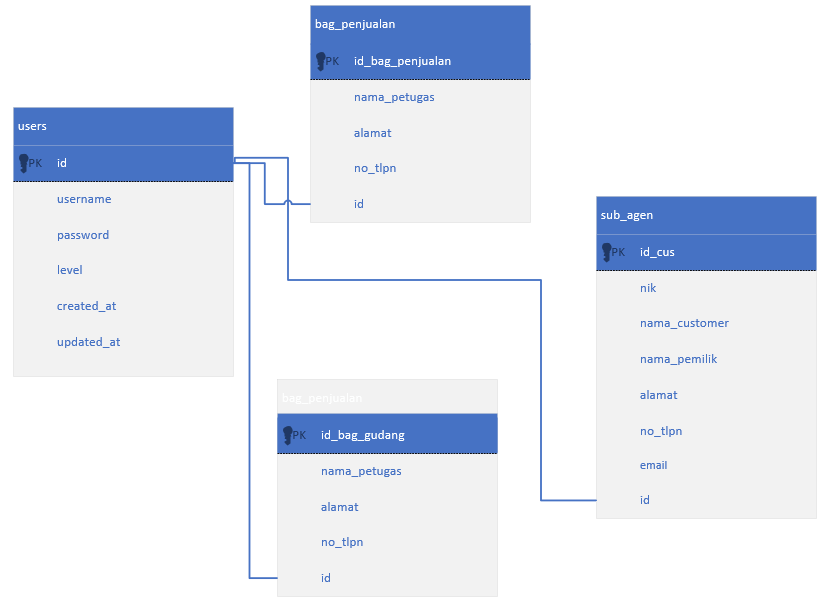 bag_penjualan
PK id_bag_penjualan
nama_petugas
alamat
no_tlpn
id
users
PK id
username
password
level
created_at
updated_at
sub_agen
PK id_cus
nik
nama_customer
nama_pemilik
alamat
no_tlpn
email
id
bag_penjualan
PK id_bag_gudang
nama_petugas
alamat
no_tlpn
id